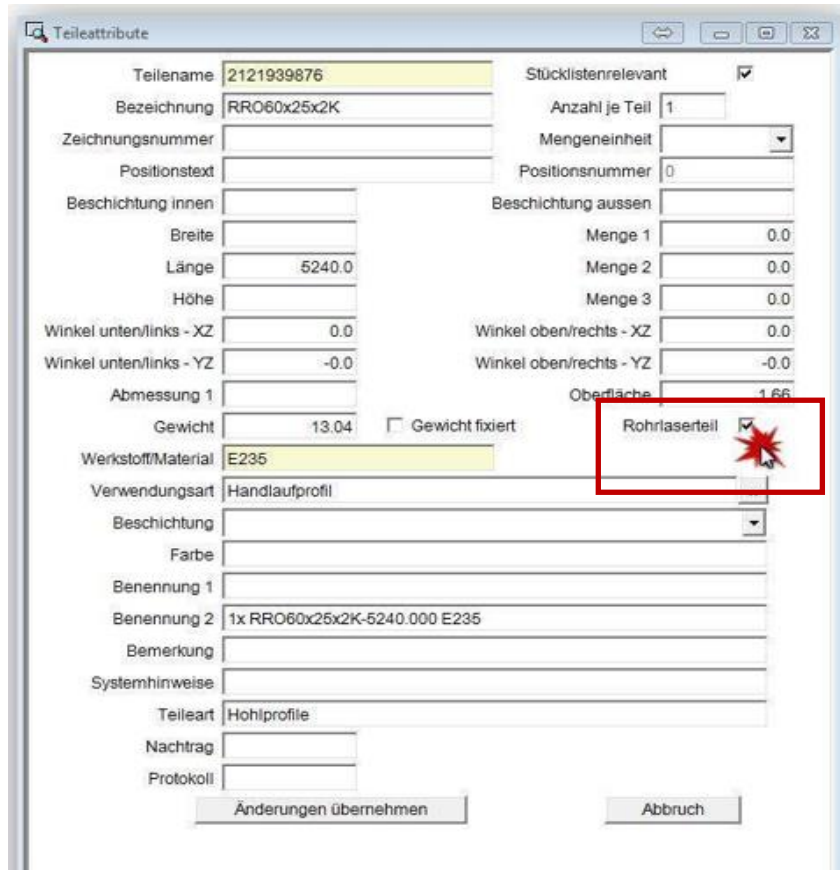 Teileattribute
Teilename 2121939876 Stücklistenrelevant
Bezeichnung RRO60x25x2K Anzahl je Teil 1
Zeichnungsnummer Mengeneinheit
Positionstext Positionsnummer 0
Beschichtung innen Beschichtung aussen
Breite Menge 1 0.0
Länge 5240.0 Menge 2 0.0
Höhe Menge 3 0.0
Winkel unten/links - XZ 0.0 Winkel oben/rechts - XZ 0.0
Winkel unten/links - YZ -0.0 Winkel oben/rechts - YZ -0.0
Abmessung 1 Oberfläche 1.66
Gewicht 13.04 Gewicht fixiert Rohrlaserteil
Werkstoff/Material E235
Verwendungsart Handlaufprofil
Beschichtung
Farbe
Benennung 1
Benennung 2 1x RRO60x25x2K-5240.000 E235
Bemerkung
Systemhinweise
Teileart Hohlprofile
Nachtrag
Protokoll
Änderungen übernehmen Abbruch